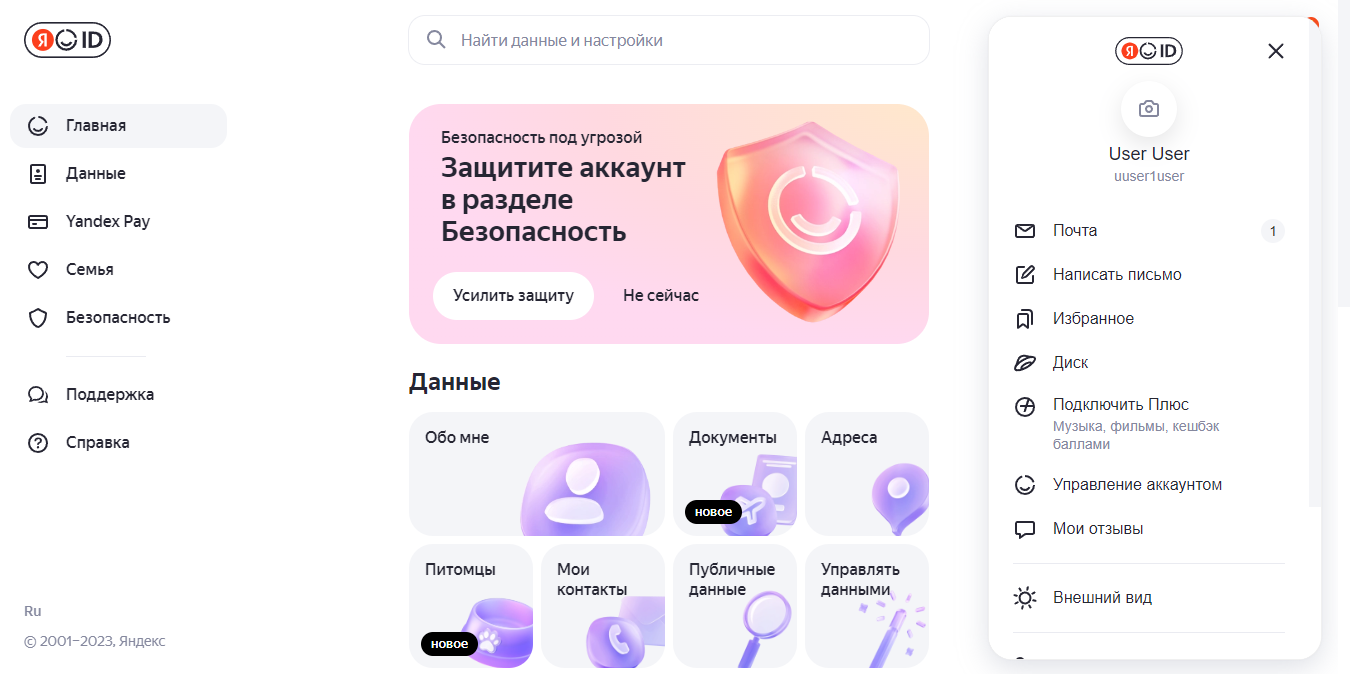 Я ID
Главная
Данные
Yandex Pay
Семья
Безопасность
Поддержка
Справка
Ru
© 2001–2023, Яндекс
Найти данные и настройки
Безопасность под угрозой
Защитите аккаунт
в разделе
Безопасность
Усилить защиту
Не сейчас
Данные
Обо мне
Документы
новое
Адреса
Питомцы
новое
Мои
контакты
Публичные
данные
Управлять
данными
Я ID
User User
uuser1user
Почта
1
Написать письмо
Избранное
Диск
Подключить Плюс
Музыка, фильмы, кешбэк
баллами
Управление аккаунтом
Мои отзывы
Внешний вид